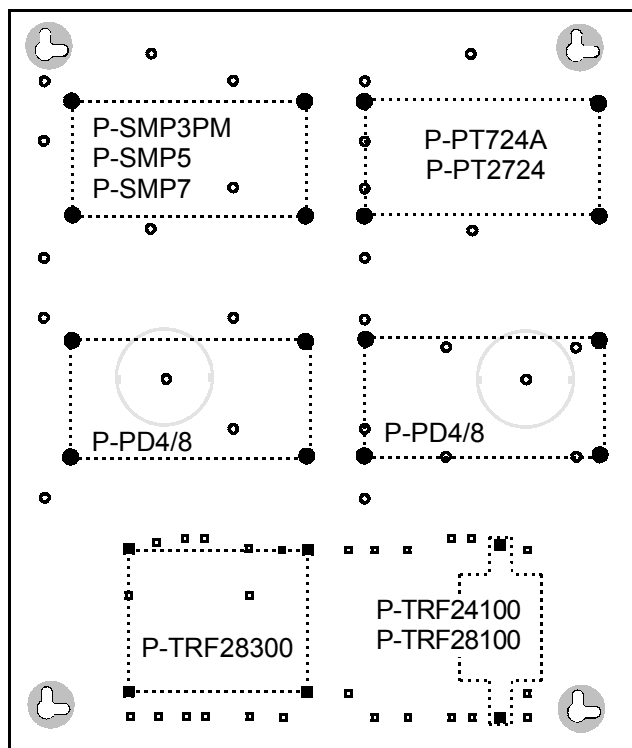 P-SMP3PM
P-SMP5
P-SMP7
P-PT724A
P-PT2724
P-PD4/8
P-PD4/8
P-TRF28300
P-TRF24100
P-TRF28100